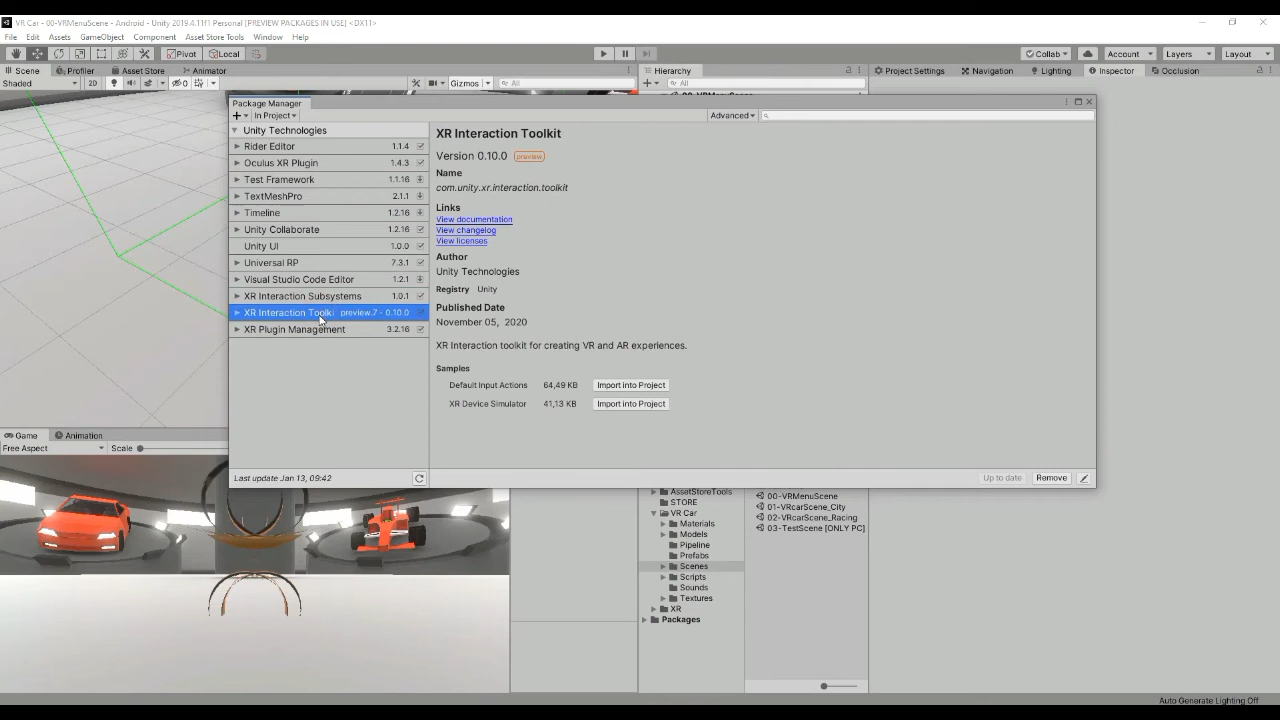 VR Car - 00-VRMenuScene - Android - Unity 2019.4.11f1 Personal [PREVIEW PACKAGES IN USE] <DX11>
File Edit Assets GameObject Component Asset Store Tools Window Help
Pivot Local Collab Account Layers Layout
Scene Profiler Asset Store Animator Hierarchy Project Settings Navigation Lighting Inspector Occlusion
Shaded 2D 0 Gizmos All All
Package Manager
+ In Project Advanced
Unity Technologies
Rider Editor 1.1.4
Oculus XR Plugin 1.4.3
Test Framework 1.1.16
TextMeshPro 2.1.1
Timeline 1.2.16
Unity Collaborate 1.2.16
Unity UI 1.0.0
Universal RP 7.3.1
Visual Studio Code Editor 1.2.1
XR Interaction Subsystems 1.0.1
XR Interaction Toolki preview.7 - 0.10.0
XR Plugin Management 3.2.16
Last update Jan 13, 09:42
XR Interaction Toolkit
Version 0.10.0 preview
Name
com.unity.xr.interaction.toolkit
Links
View documentation
View changelog
View licenses
Author
Unity Technologies
Registry Unity
Published Date
November 05, 2020
XR Interaction toolkit for creating VR and AR experiences.
Samples
Default Input Actions 64,49 KB Import into Project
XR Device Simulator 41,13 KB Import into Project
Up to date Remove
Game Animation
Free Aspect Scale
AssetStoreTools
STORE
VR Car
Materials
Models
Pipeline
Prefabs
Scenes
Scripts
Sounds
Textures
XR
Packages
00-VRMenuScene
01-VRcarScene_City
02-VRcarScene_Racing
03-TestScene [ONLY PC]
Auto Generate Lighting Off